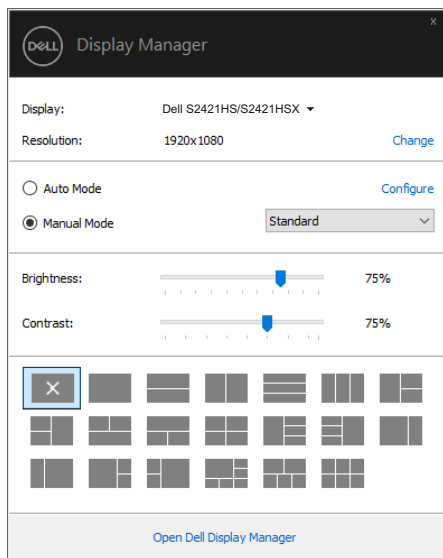 x
DELL Display Manager
Display: Dell S2421HS/S2421HSX
Resolution: 1920x1080 Change
Auto Mode Configure
Manual Mode Standard
Brightness: 75%
Contrast: 75%
Open Dell Display Manager